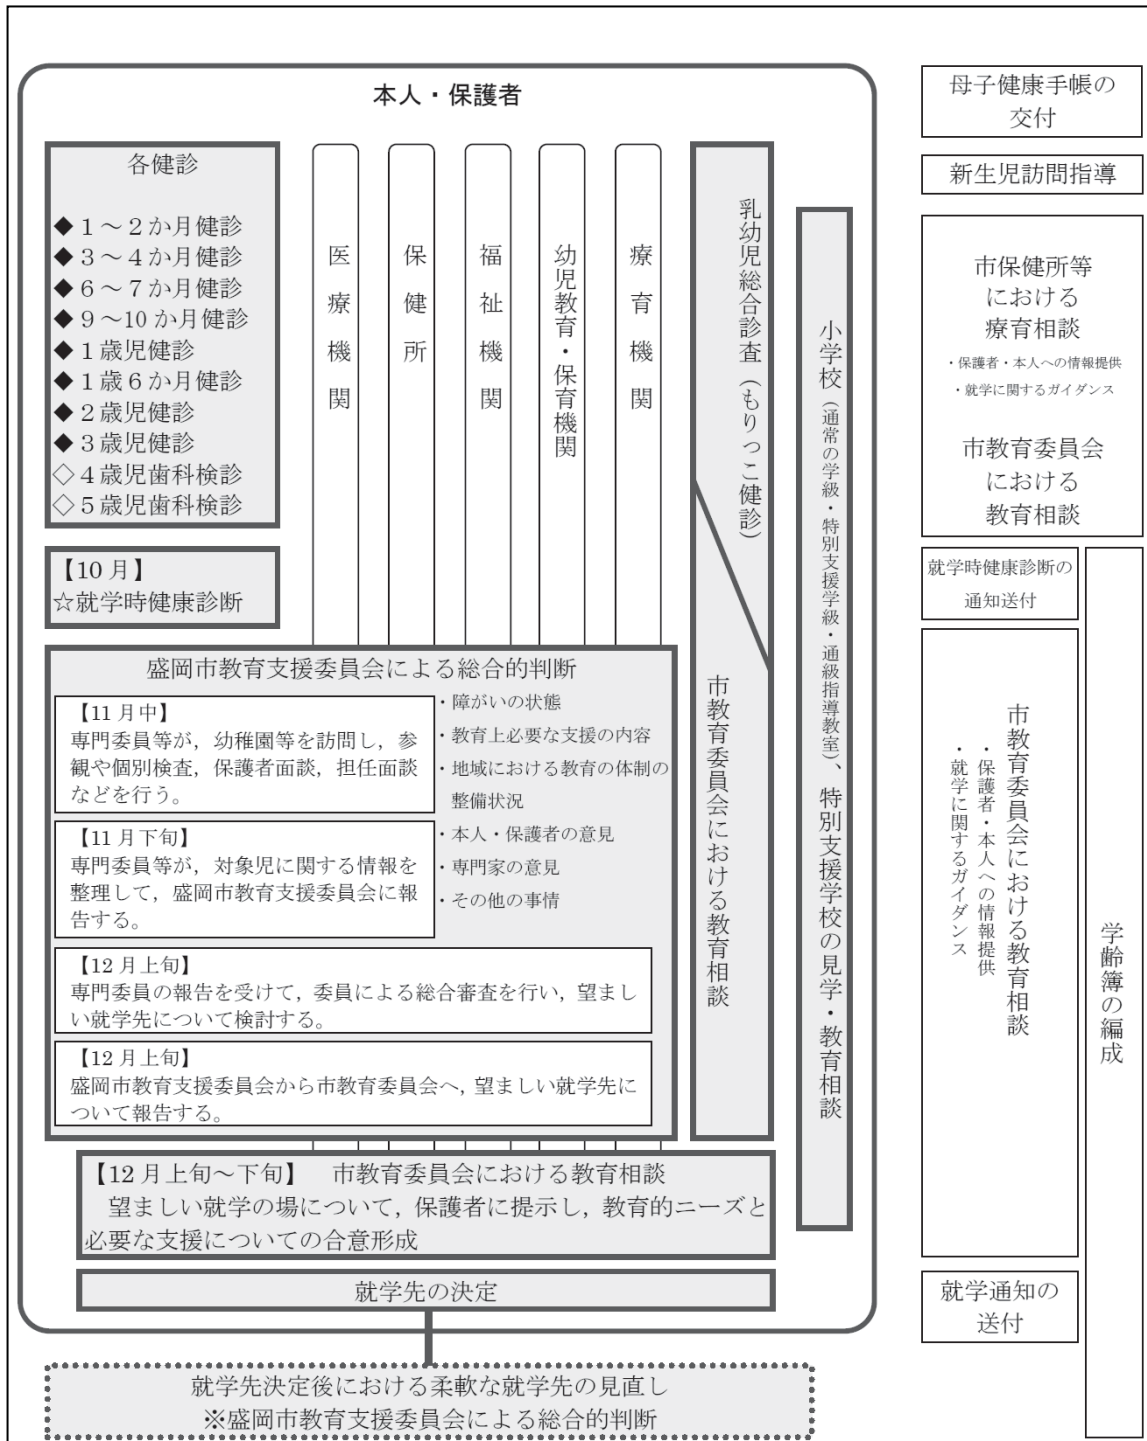 本人・保護者
各健診
◆１～２か月健診
◆３～４か月健診
◆６～７か月健診
◆９～10か月健診
◆１歳児健診
◆１歳６か月健診
◆２歳児健診
◆３歳児健診
◇４歳児歯科検診
◇５歳児歯科検診
【10月】
☆就学時健康診断
医療機関
保健所
福祉機関
幼児教育・保育機関
療育機関
乳幼児総合診査（もりっこ健診）
市教育委員会における教育相談
小学校（通常の学級・特別支援学級・通級指導教室）、特別支援学校の見学・教育相談
盛岡市教育支援委員会による総合的判断
【11月中】
専門委員等が，幼稚園等を訪問し，参
観や個別検査，保護者面談，担任面談
などを行う。
【11月下旬】
専門委員等が，対象児に関する情報を
整理して，盛岡市教育支援委員会に報
告する。
・障がいの状態
・教育上必要な支援の内容
・地域における教育の体制の
整備状況
・本人・保護者の意見
・専門家の意見
・その他の事情
【12月上旬】
専門委員の報告を受けて，委員による総合審査を行い，望まし
い就学先について検討する。
【12月上旬】
盛岡市教育支援委員会から市教育委員会へ，望ましい就学先に
ついて報告する。
【12月上旬～下旬】　市教育委員会における教育相談
望ましい就学の場について，保護者に提示し，教育的ニーズと
必要な支援についての合意形成
就学先の決定
就学先決定後における柔軟な就学先の見直し
※盛岡市教育支援委員会による総合的判断
母子健康手帳の
交付
新生児訪問指導
市保健所等
における
療育相談
・保護者・本人への情報提供
・就学に関するガイダンス
市教育委員会
における
教育相談
就学時健康診断の
通知送付
市教育委員会における教育相談
・保護者・本人への情報提供
・就学に関するガイダンス
就学通知の
送付
学齢簿の編成